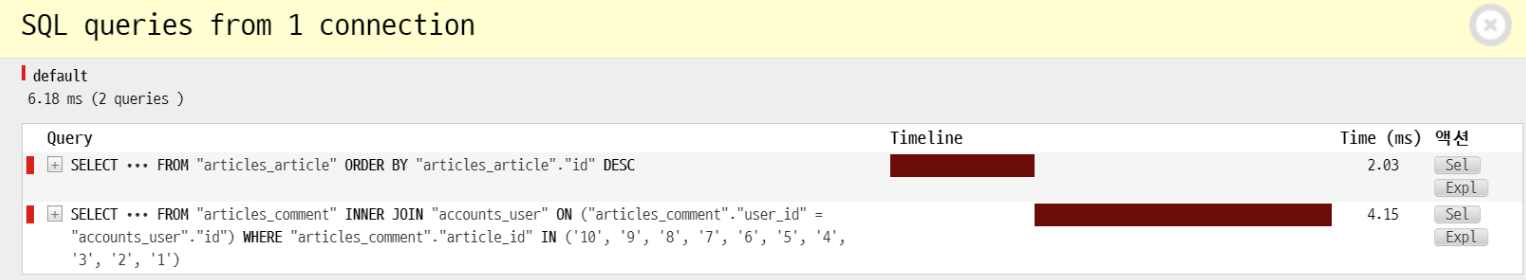 SQL queries from 1 connection
default
6.18 ms (2 queries )
Query Timeline Time (ms) 액션
+ SELECT ••• FROM "articles_article" ORDER BY "articles_article"."id" DESC 2.03 Sel
Expl
+ SELECT ••• FROM "articles_comment" INNER JOIN "accounts_user" ON ("articles_comment"."user_id" = 4.15 Sel
"accounts_user"."id") WHERE "articles_comment"."article_id" IN ('10', '9', '8', '7', '6', '5', '4', Expl
'3', '2', '1')